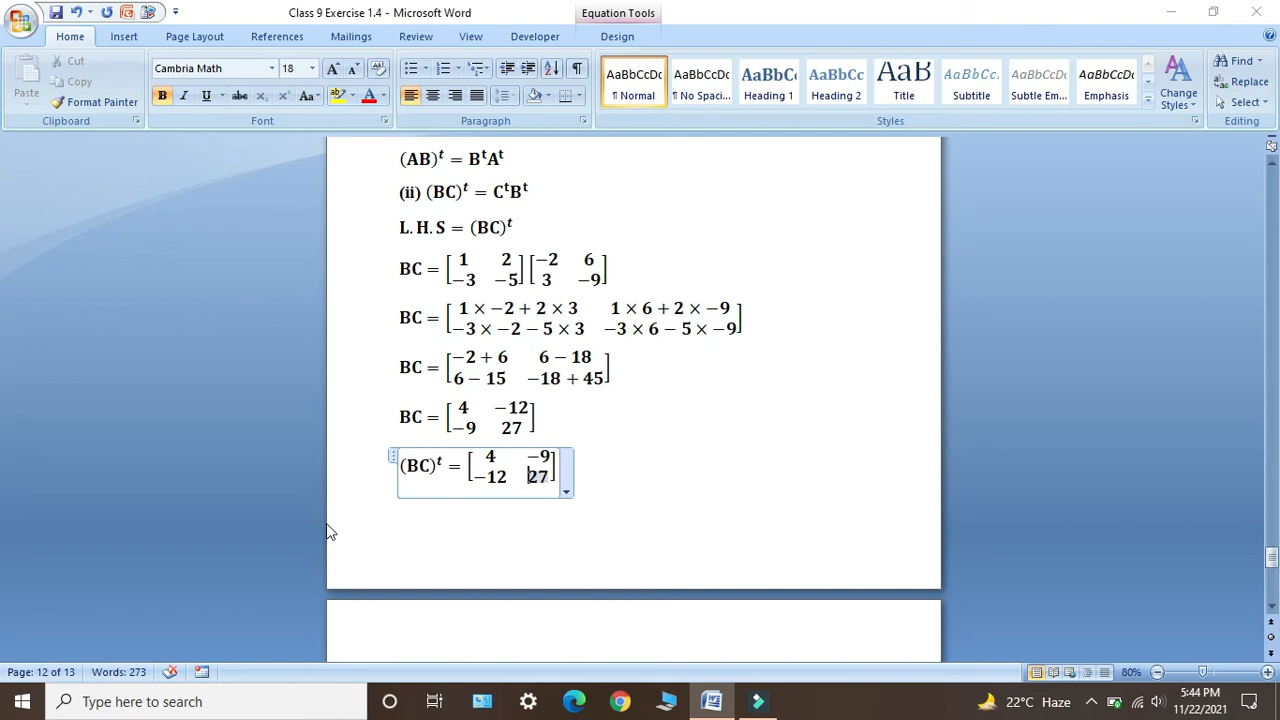 Class 9 Exercise 1.4 - Microsoft Word
Equation Tools
Home Insert Page Layout References Mailings Review View Developer Design
Paste
Cut
Copy
Format Painter
Clipboard
Cambria Math 18
B I U abc x₂ x² Aa
Font
Paragraph
AaBbCcDc AaBbCcDc AaBbCc AaBbCc AaB AaBbCc. AaBbCcDc AaBbCcDc
¶ Normal ¶ No Spaci... Heading 1 Heading 2 Title Subtitle Subtle Em... Emphasis
Change Styles
Styles
Find
Replace
Select
Editing
(AB)ᵗ = BᵗAᵗ
(ii) (BC)ᵗ = CᵗBᵗ
L. H. S = (BC)ᵗ
BC = [1 2
−3 −5] [−2 6
3 −9]
BC = [1 × −2 + 2 × 3 1 × 6 + 2 × −9
−3 × −2 − 5 × 3 −3 × 6 − 5 × −9]
BC = [−2 + 6 6 − 18
6 − 15 −18 + 45]
BC = [4 −12
−9 27]
(BC)ᵗ = [4 −9
−12 27]
Page: 12 of 13 Words: 273 80%
Type here to search
22°C Haze
5:44 PM
11/22/2021